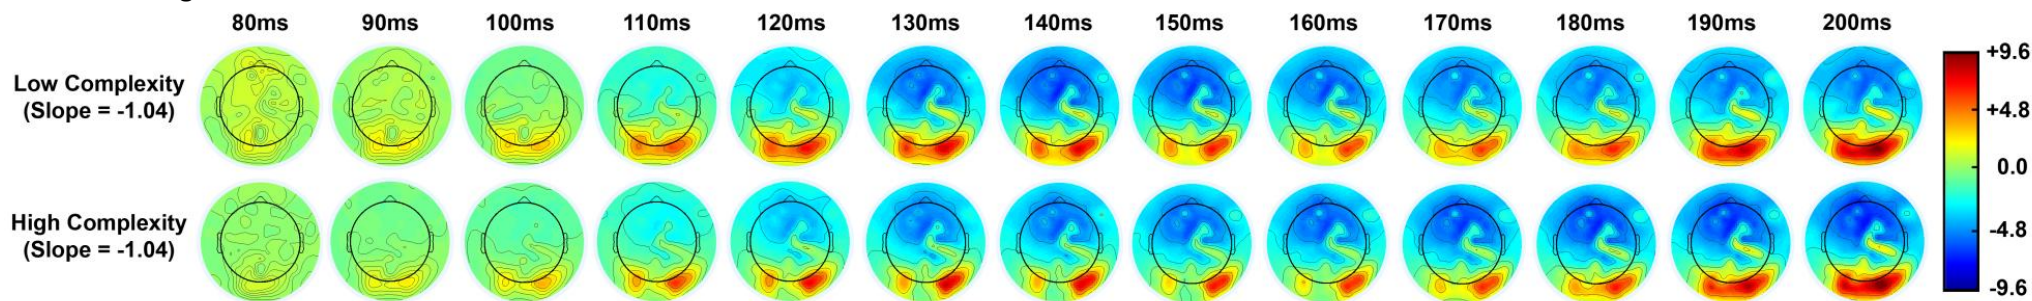 80ms 90ms 100ms 110ms 120ms 130ms 140ms 150ms 160ms 170ms 180ms 190ms 200ms
Low Complexity
(Slope = -1.04)
High Complexity
(Slope = -1.04)
+9.6
+4.8
0.0
-4.8
-9.6